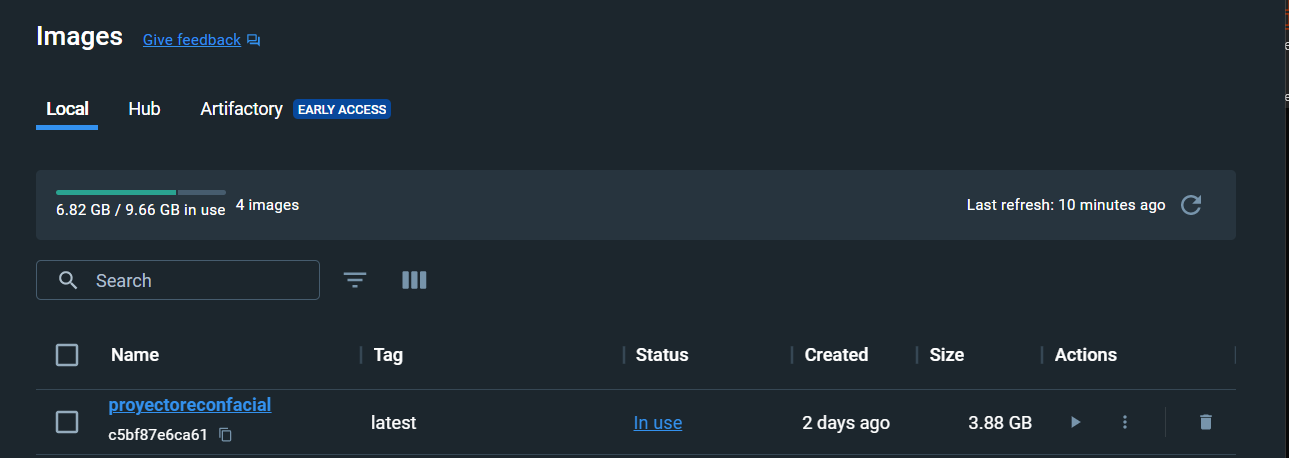 Images Give feedback
Local Hub Artifactory EARLY ACCESS
6.82 GB / 9.66 GB in use 4 images Last refresh: 10 minutes ago
Search
Name Tag Status Created Size Actions
proyectoreconfacial
c5bf87e6ca61
latest In use 2 days ago 3.88 GB